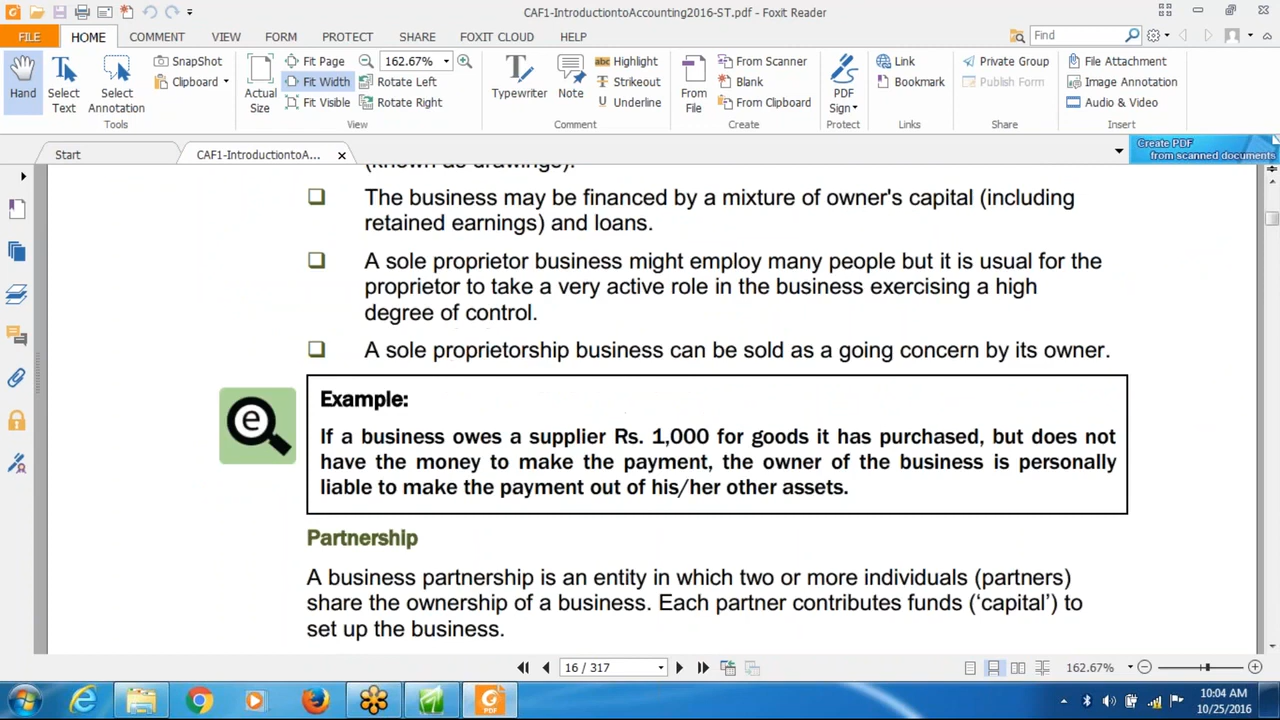 CAF1-IntroductiontoAccounting2016-ST.pdf - Foxit Reader
FILE HOME COMMENT VIEW FORM PROTECT SHARE FOXIT CLOUD HELP Find
Hand
Select Text
Select Annotation
SnapShot
Clipboard
Tools
Actual Size
Fit Page
Fit Width
Fit Visible
162.67%
Rotate Left
Rotate Right
View
Typewriter
Note
Highlight
Strikeout
Underline
Comment
From File
From Scanner
Blank
From Clipboard
Create
PDF Sign
Protect
Link
Bookmark
Links
Private Group
Publish Form
Share
File Attachment
Image Annotation
Audio & Video
Insert
Start
CAF1-IntroductiontoA...
Create PDF
from scanned documents
(known as drawings).
The business may be financed by a mixture of owner's capital (including
retained earnings) and loans.
A sole proprietor business might employ many people but it is usual for the
proprietor to take a very active role in the business exercising a high
degree of control.
A sole proprietorship business can be sold as a going concern by its owner.
e
Example:
If a business owes a supplier Rs. 1,000 for goods it has purchased, but does not
have the money to make the payment, the owner of the business is personally
liable to make the payment out of his/her other assets.
Partnership
A business partnership is an entity in which two or more individuals (partners)
share the ownership of a business. Each partner contributes funds (‘capital’) to
set up the business.
16 / 317
162.67%
PDF
10:04 AM
10/25/2016